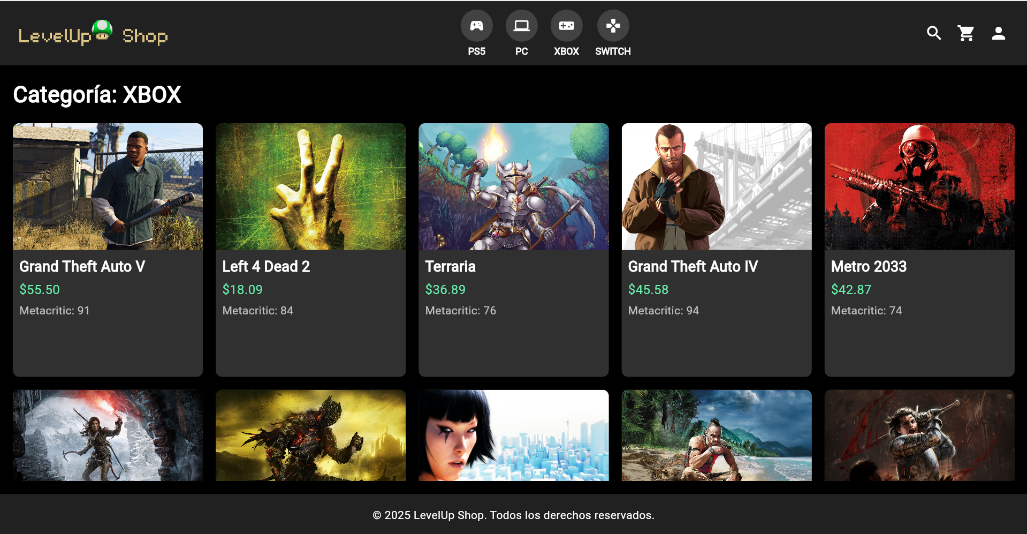 LevelUp Shop
PS5 PC XBOX SWITCH
Categoría: XBOX
Grand Theft Auto V
$55.50
Metacritic: 91
Left 4 Dead 2
$18.09
Metacritic: 84
Terraria
$36.89
Metacritic: 76
Grand Theft Auto IV
$45.58
Metacritic: 94
Metro 2033
$42.87
Metacritic: 74
© 2025 LevelUp Shop. Todos los derechos reservados.